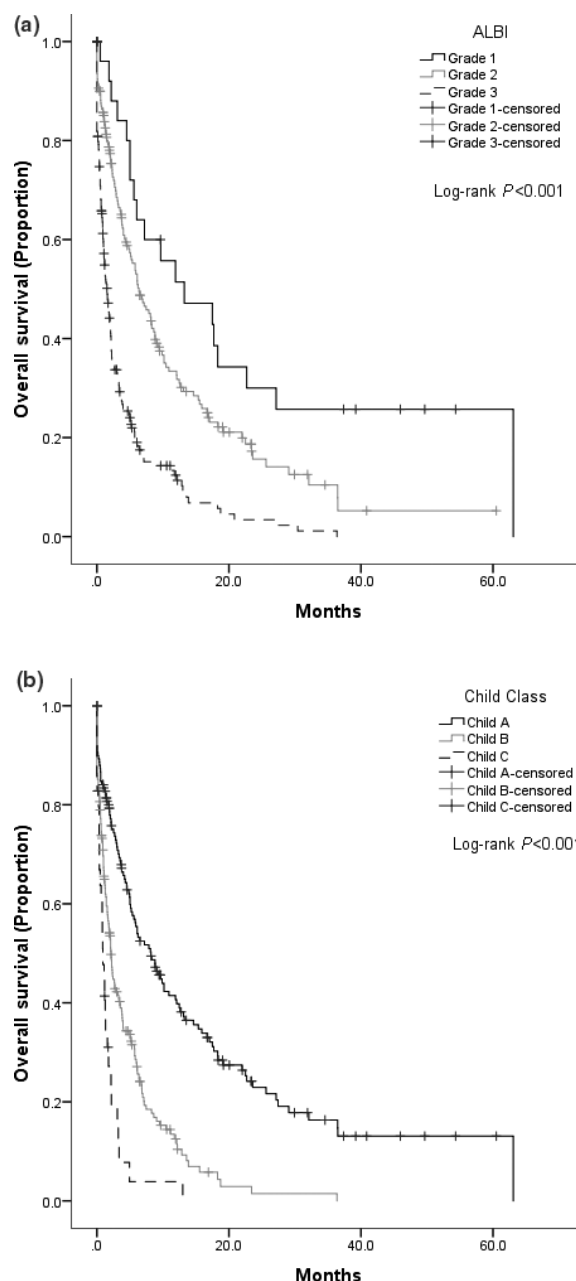 (a)
ALBI
Grade 1
Grade 2
Grade 3
Grade 1-censored
Grade 2-censored
Grade 3-censored
Log-rank P<0.001
Overall survival (Proportion)
1.0
0.8
0.6
0.4
0.2
0.0
.0 20.0 40.0 60.0
Months
(b)
Child Class
Child A
Child B
Child C
Child A-censored
Child B-censored
Child C-censored
Log-rank P<0.001
Overall survival (Proportion)
1.0
0.8
0.6
0.4
0.2
0.0
.0 20.0 40.0 60.0
Months